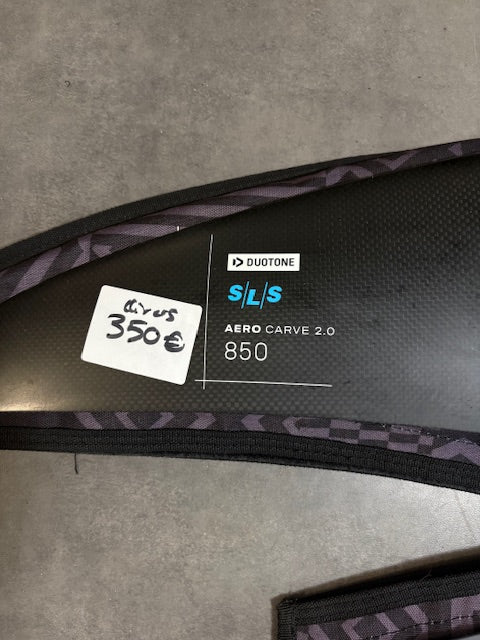 DUOTONE
S/L/S
AERO CARVE 2.0
850
350€